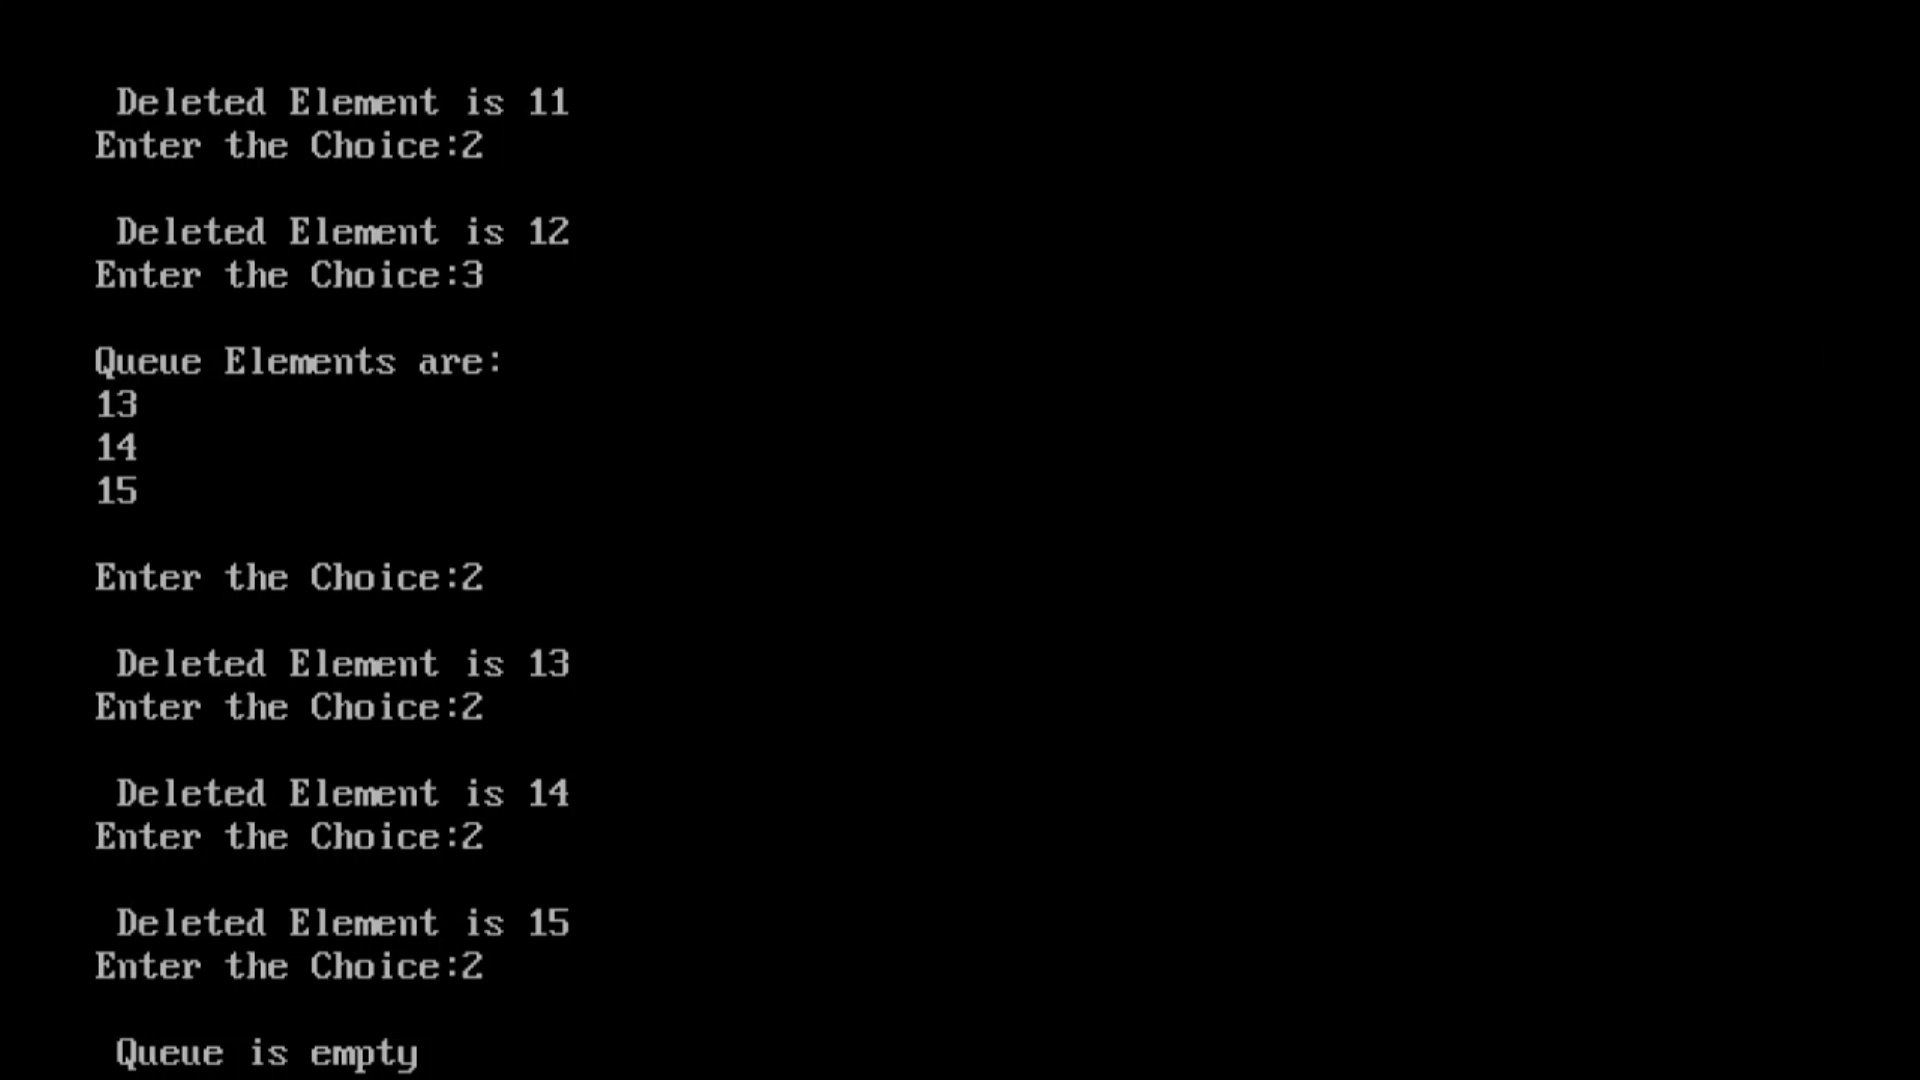 Deleted Element is 11
Enter the Choice:2
Deleted Element is 12
Enter the Choice:3
Queue Elements are:
13
14
15
Enter the Choice:2
Deleted Element is 13
Enter the Choice:2
Deleted Element is 14
Enter the Choice:2
Deleted Element is 15
Enter the Choice:2
Queue is empty